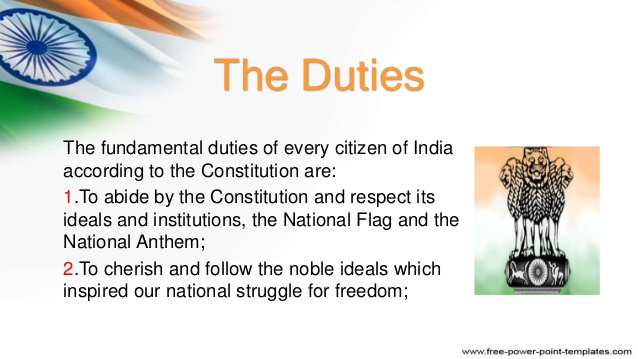 The Duties
The fundamental duties of every citizen of India
according to the Constitution are:
1.To abide by the Constitution and respect its
ideals and institutions, the National Flag and the
National Anthem;
2.To cherish and follow the noble ideals which
inspired our national struggle for freedom;
www.free-power-point-templates.com